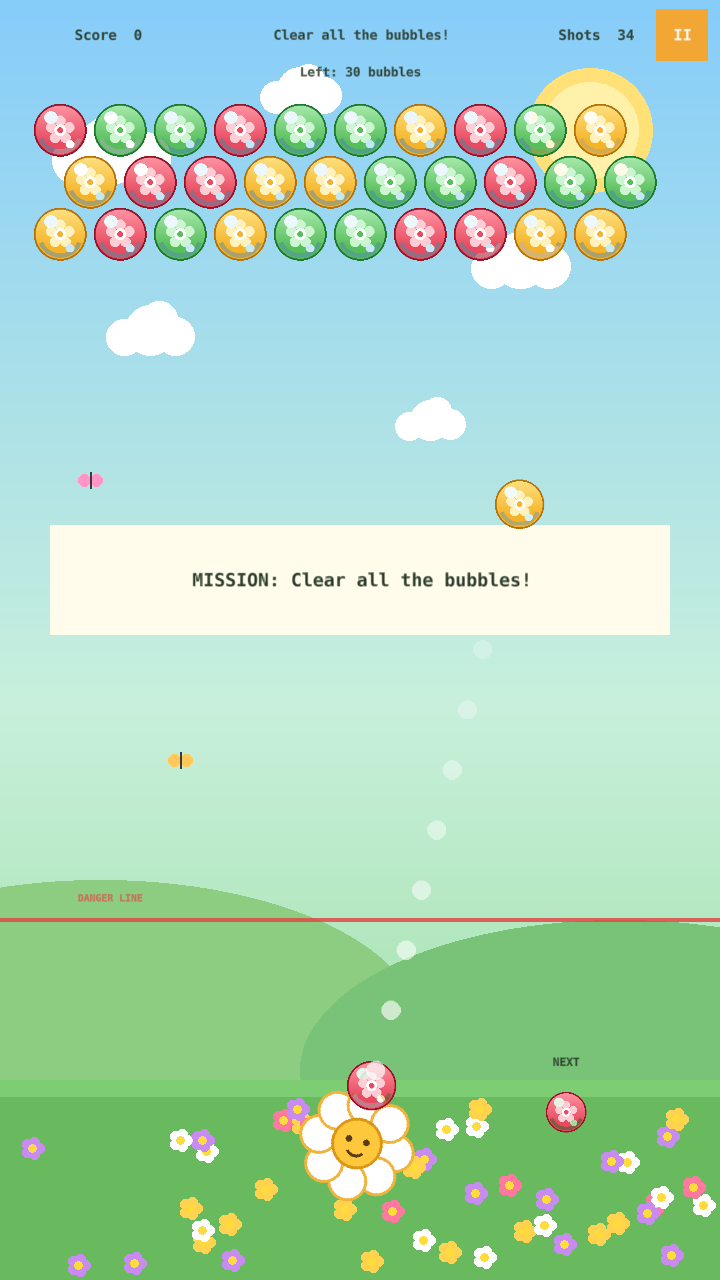 Score 0
Clear all the bubbles!
Shots 34
II
Left: 30 bubbles
MISSION: Clear all the bubbles!
DANGER LINE
NEXT